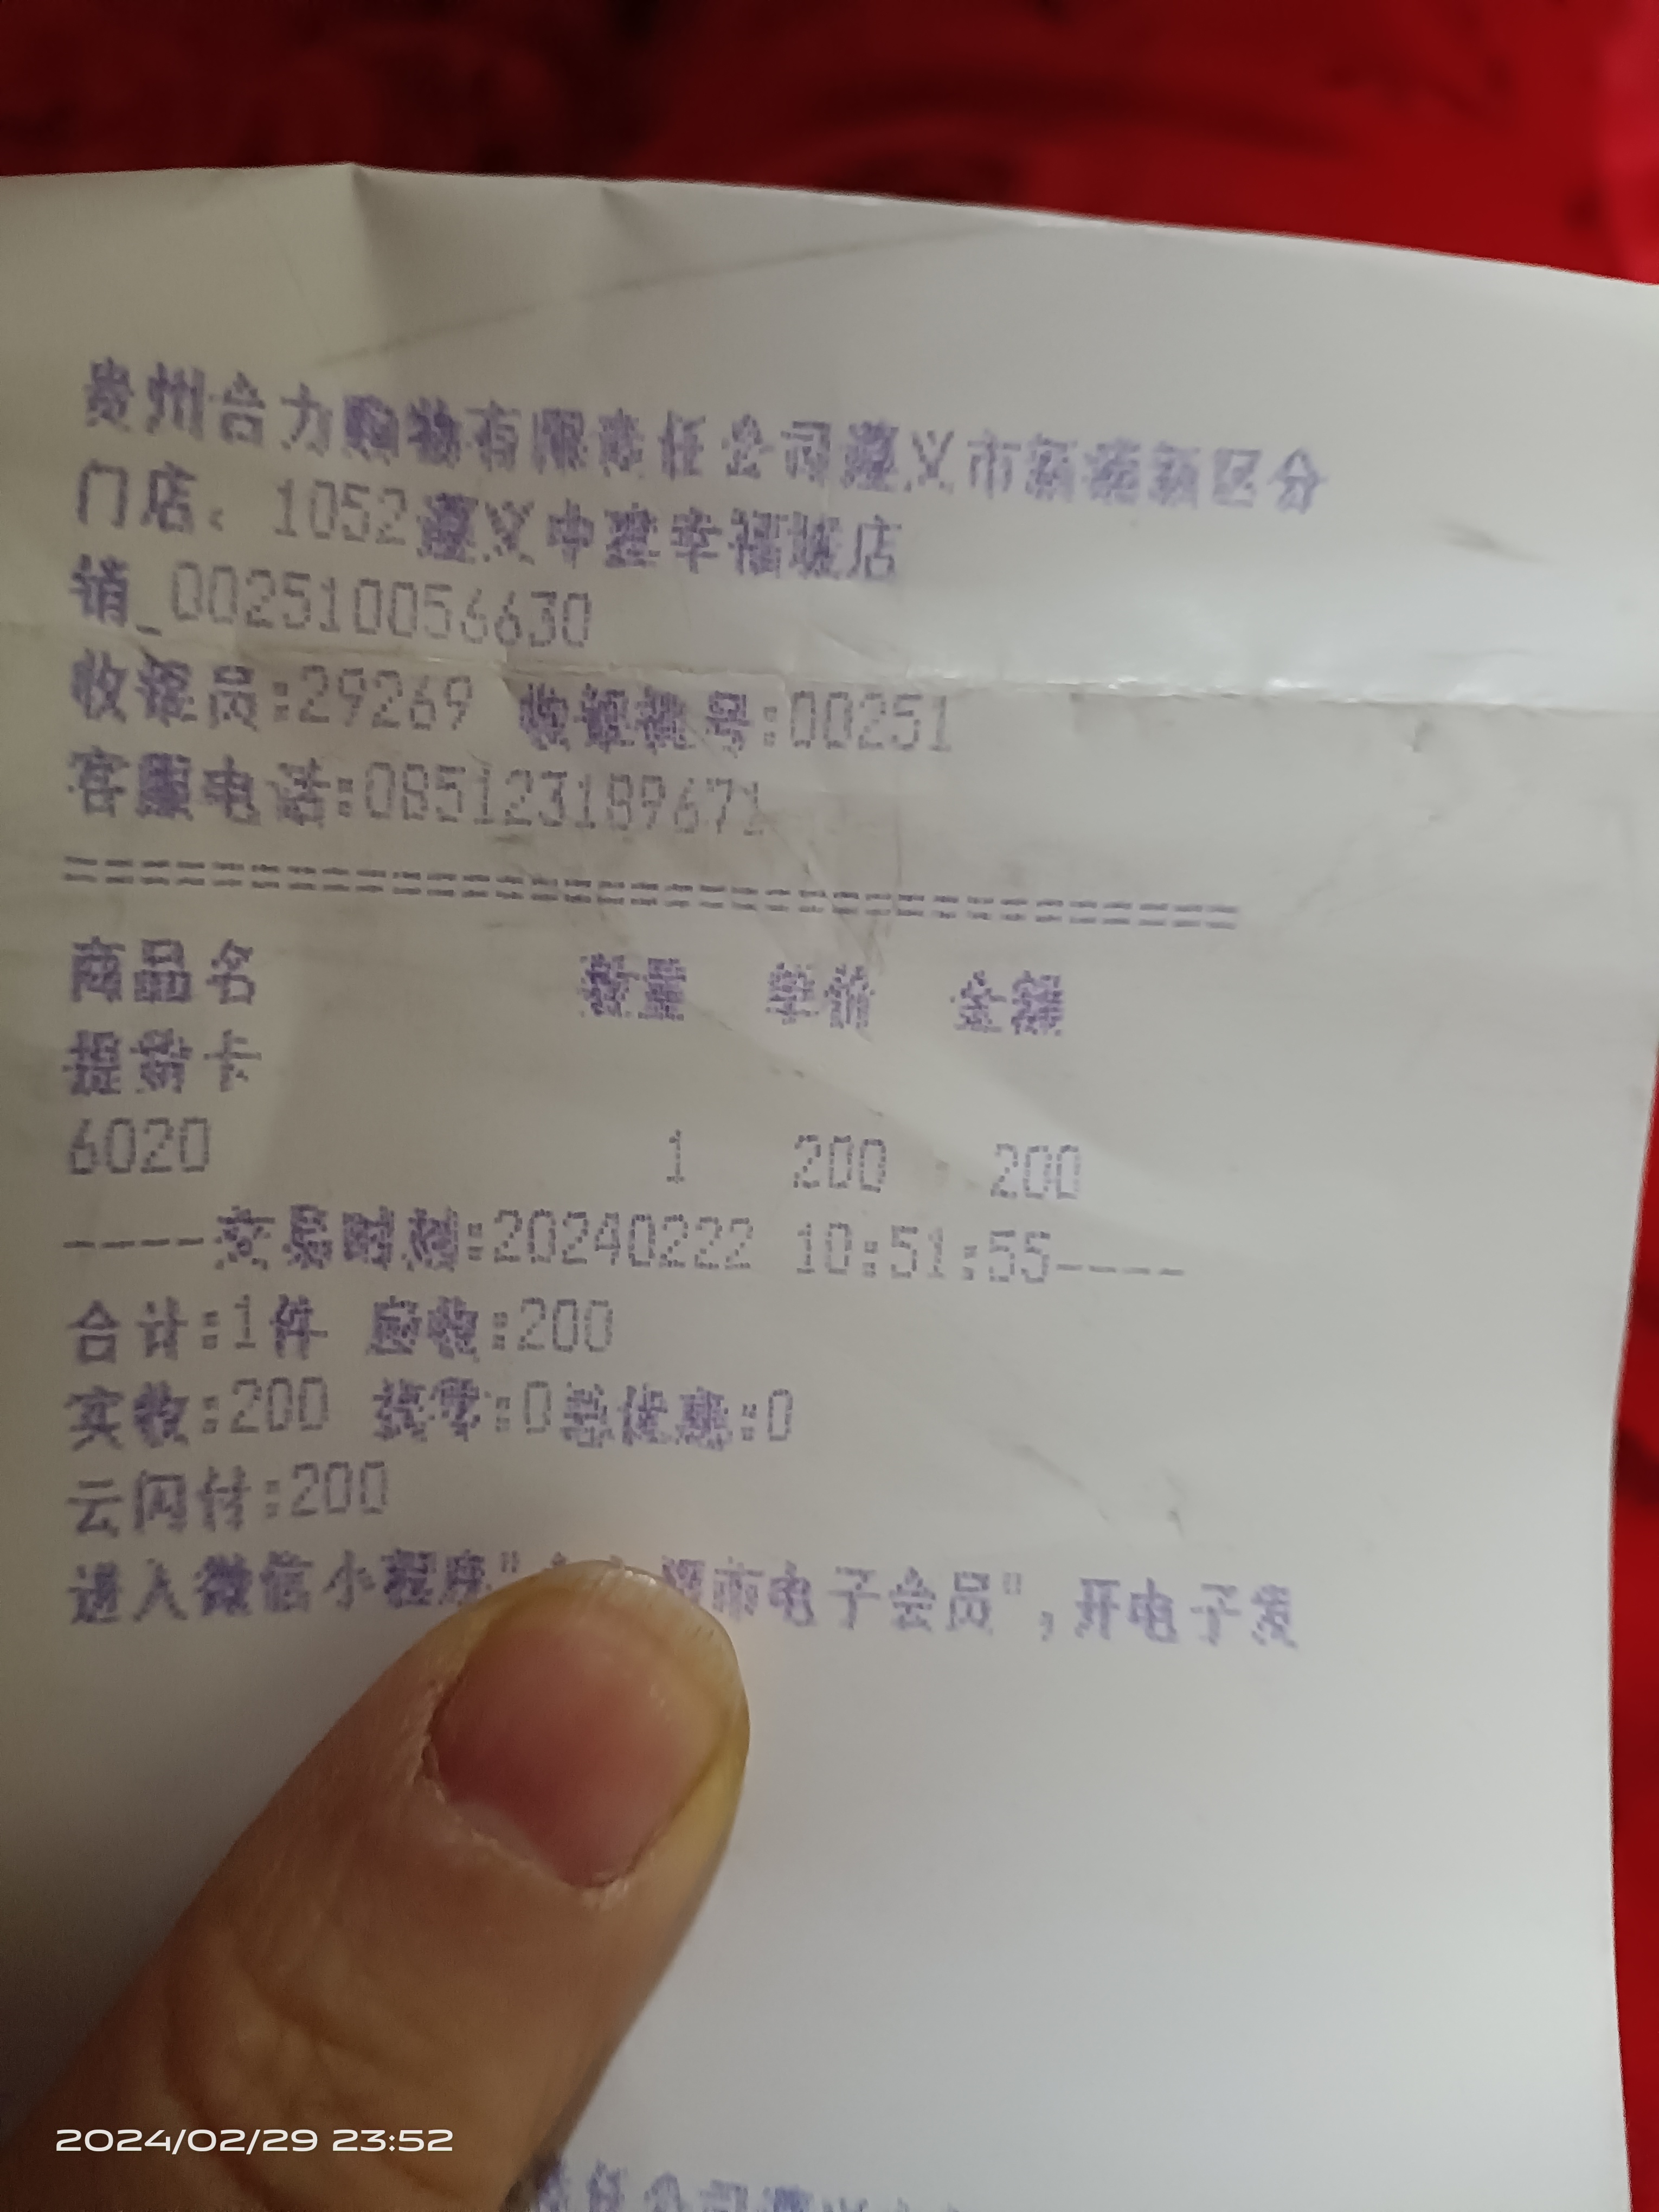 贵州合力购物有限责任公司遵义市新蒲新区分
门店：1052遵义中建幸福城店
销_002510056630
收银员:29269 收银机号:00251
客服电话:085123189671
================================
商品名 数量 单价 金额
提货卡
6020 1 200 200
----交易时刻:20240222 10:51:55----
合计:1件 应收:200
实收:200 找零:0总优惠:0
云闪付:200
进入微信小程序" 超市电子会员",开电子发
任公司遵义
2024/02/29 23:52